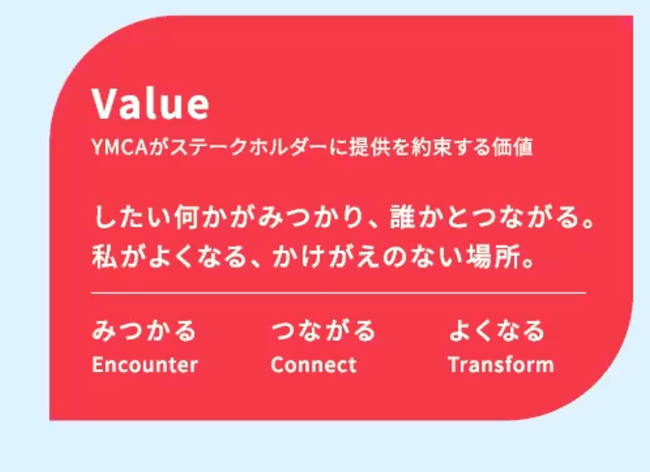 Value
YMCAがステークホルダーに提供を約束する価値
したい何かがみつかり、誰かとつながる。
私がよくなる、かけがえのない場所。
みつかる つながる よくなる
Encounter Connect Transform